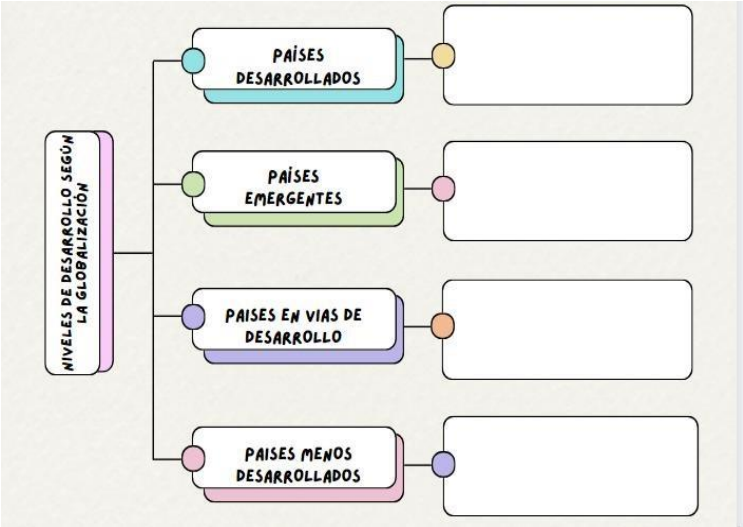 NIVELES DE DESARROLLO SEGÚN
LA GLOBALIZACIÓN
PAÍSES
DESARROLLADOS
PAÍSES
EMERGENTES
PAISES EN VIAS DE
DESARROLLO
PAISES MENOS
DESARROLLADOS